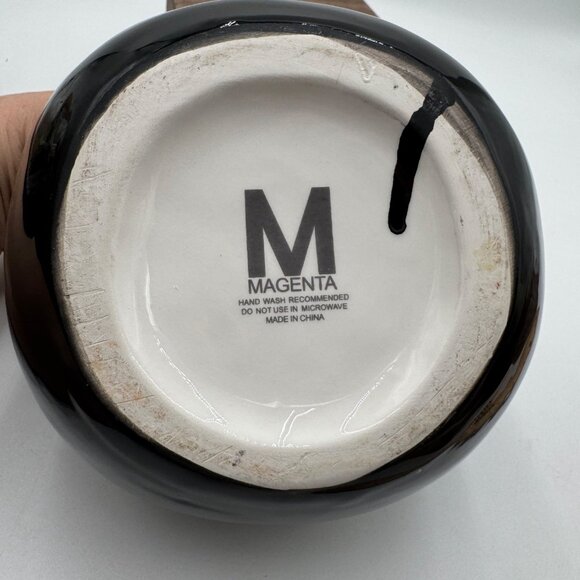 M
MAGENTA
HAND WASH RECOMMENDED
DO NOT USE IN MICROWAVE
MADE IN CHINA